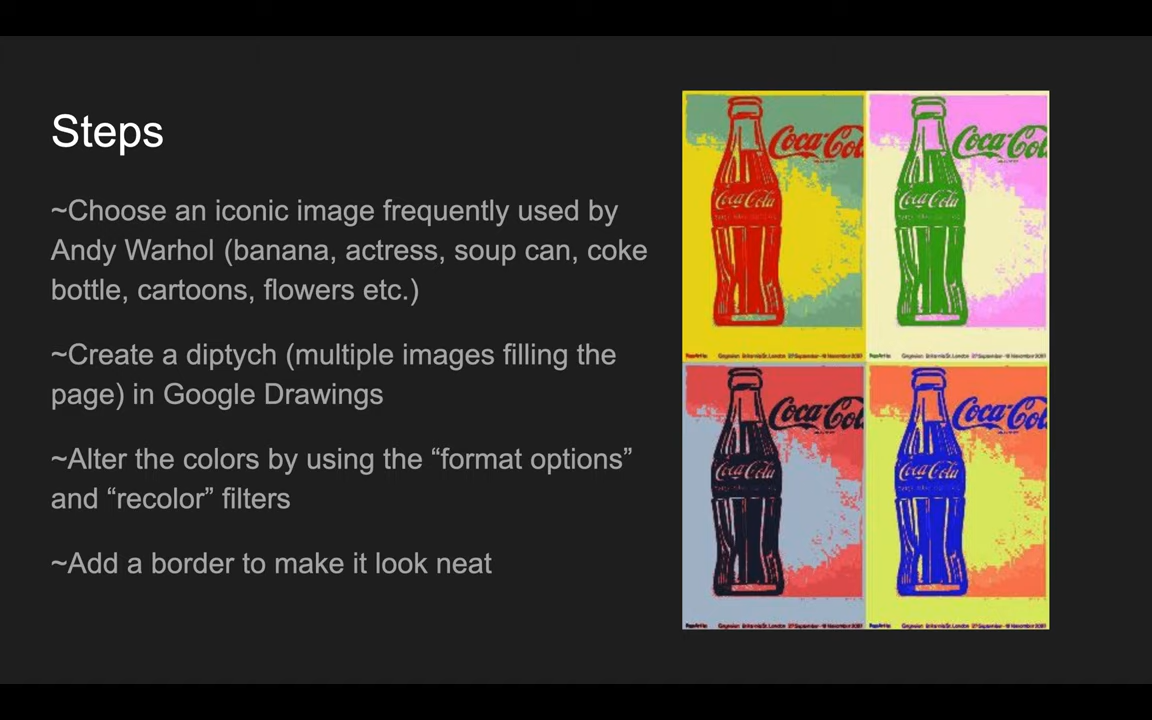 Steps
~Choose an iconic image frequently used by
Andy Warhol (banana, actress, soup can, coke
bottle, cartoons, flowers etc.)
~Create a diptych (multiple images filling the
page) in Google Drawings
~Alter the colors by using the “format options”
and “recolor” filters
~Add a border to make it look neat
Coca-Col
Coca-Cola
Coca-Col
Coca-Cola
Coca-Col
Coca-Cola
Coca-Col
Coca-Cola